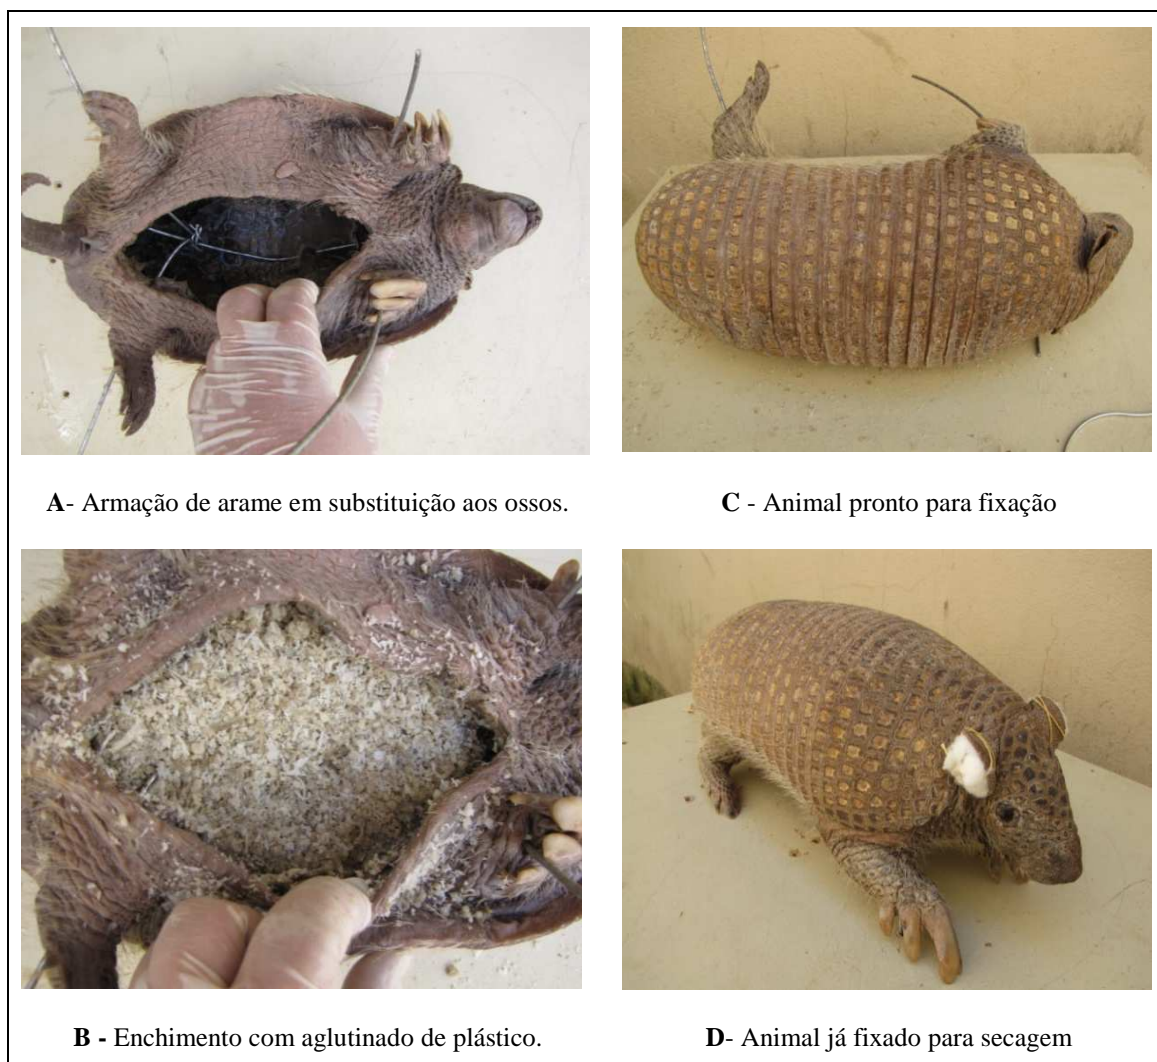 A- Armação de arame em substituição aos ossos.
C - Animal pronto para fixação
B - Enchimento com aglutinado de plástico.
D- Animal já fixado para secagem